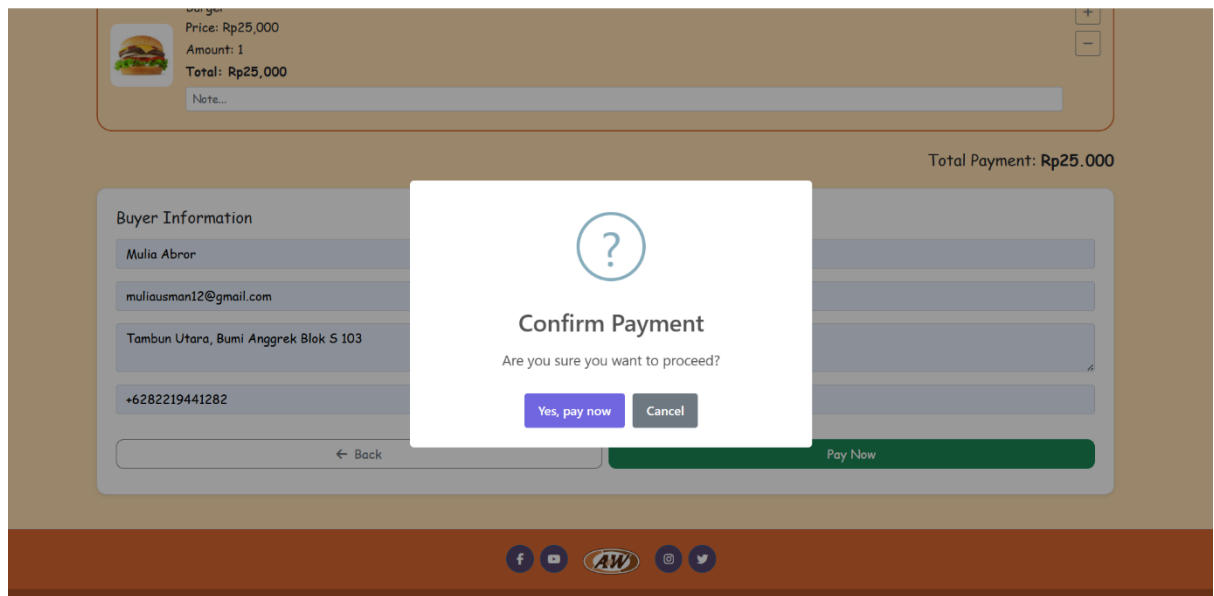 Burger
Price: Rp25,000
Amount: 1
Total: Rp25,000
Note...
Total Payment: Rp25.000
Buyer Information
Mulia Abror
muliausman12@gmail.com
Tambun Utara, Bumi Anggrek Blok S 103
+6282219441282
?
Confirm Payment
Are you sure you want to proceed?
Yes, pay now
Cancel
← Back
Pay Now
AW